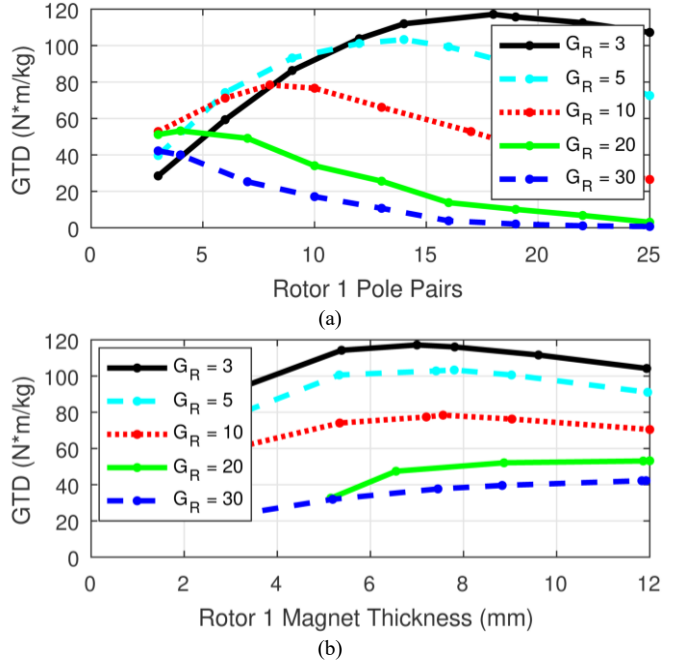 120
100
80
60
40
20
0
GTD (N*m/kg)
G_R = 3
G_R = 5
G_R = 10
G_R = 20
G_R = 30
0 5 10 15 20 25
Rotor 1 Pole Pairs
(a)
120
100
80
60
40
20
0
GTD (N*m/kg)
G_R = 3
G_R = 5
G_R = 10
G_R = 20
G_R = 30
0 2 4 6 8 10 12
Rotor 1 Magnet Thickness (mm)
(b)